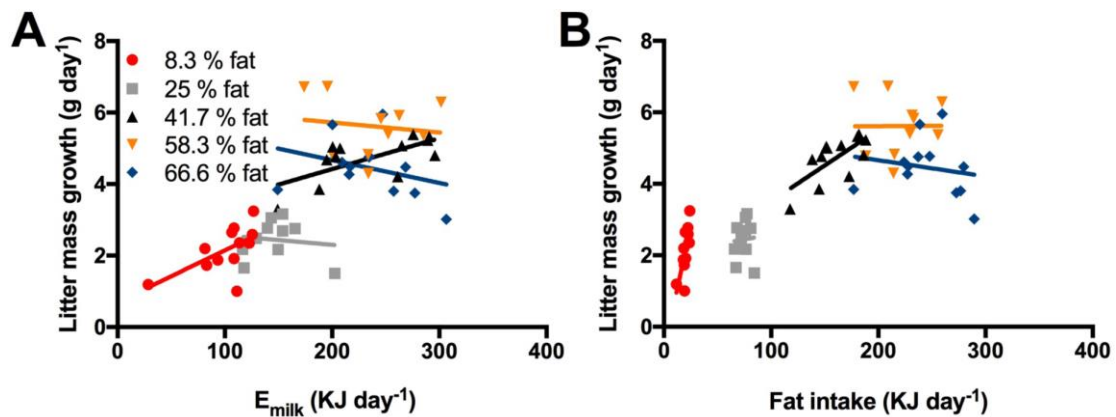 A
B
Litter mass growth (g day-1)
8
6
4
2
0
8.3 % fat
25 % fat
41.7 % fat
58.3 % fat
66.6 % fat
0 100 200 300 400
Emilk (KJ day-1)
Litter mass growth (g day-1)
8
6
4
2
0
0 100 200 300 400
Fat intake (KJ day-1)